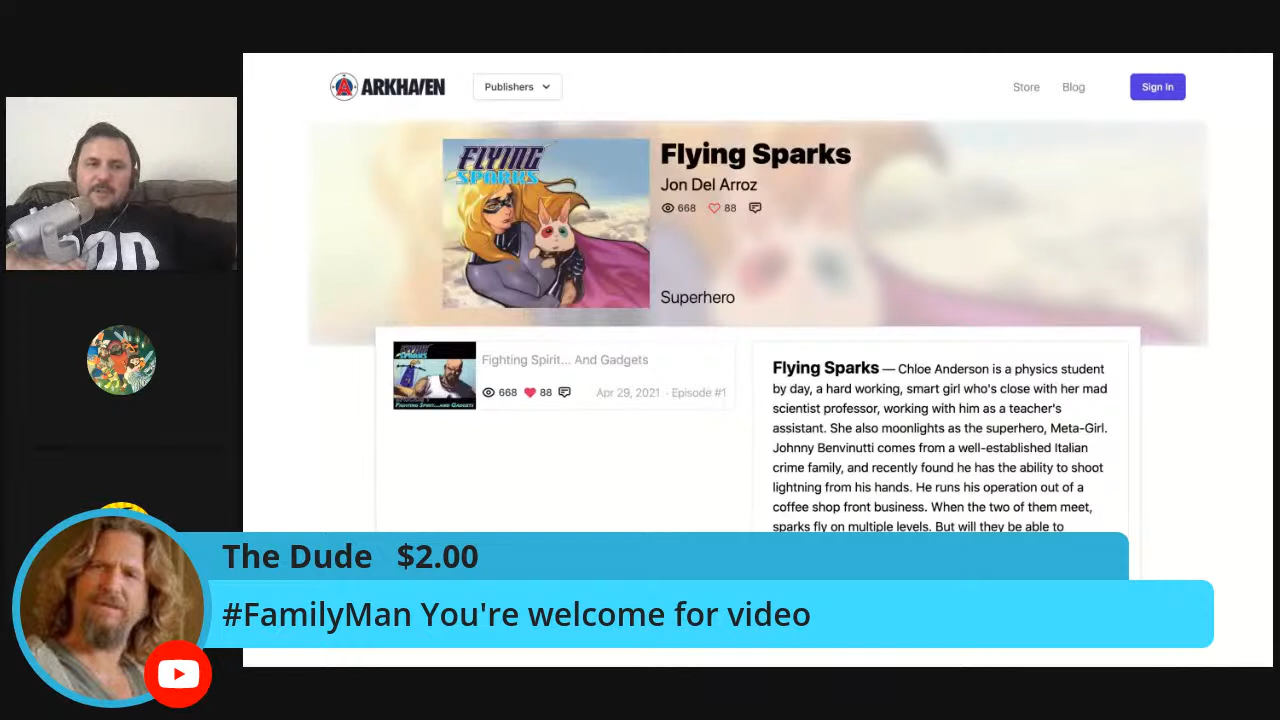 ARKHAVEN
Publishers
Store
Blog
Sign In
FLYING
SPARKS
Flying Sparks
Jon Del Arroz
668 88
Superhero
FLYING
SPARKS
FIGHTING SPIRIT...AND GADGETS
Fighting Spirit... And Gadgets
668 88 Apr 29, 2021 · Episode #1
Flying Sparks — Chloe Anderson is a physics student
by day, a hard working, smart girl who's close with her mad
scientist professor, working with him as a teacher's
assistant. She also moonlights as the superhero, Meta-Girl.
Johnny Benvinutti comes from a well-established Italian
crime family, and recently found he has the ability to shoot
lightning from his hands. He runs his operation out of a
coffee shop front business. When the two of them meet,
sparks fly on multiple levels. But will they be able to
The Dude $2.00
#FamilyMan You're welcome for video